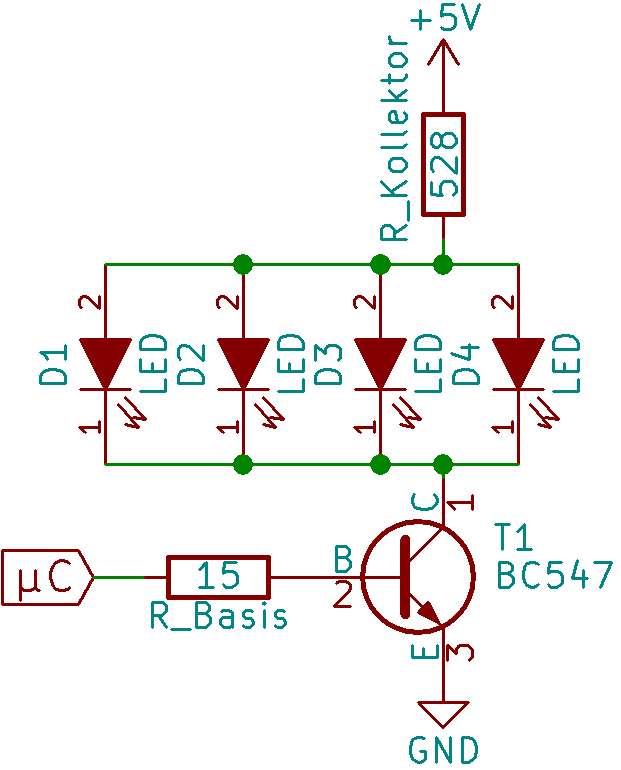 +5V
R_Kollektor
528
2
2
2
2
D1
LED
D2
LED
D3
LED
D4
LED
1
1
1
1
C
1
T1
BC547
µC
15
R_Basis
B
2
E
3
GND